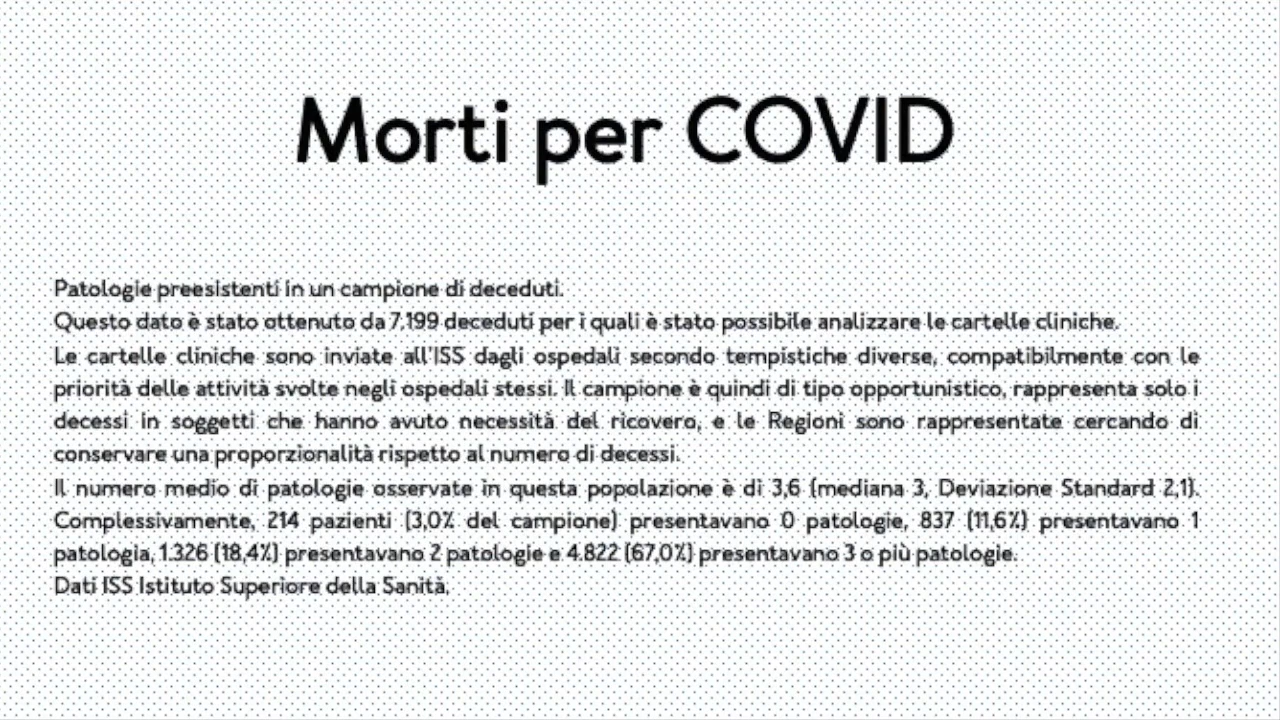 Morti per COVID
Patologie preesistenti in un campione di deceduti.
Questo dato è stato ottenuto da 7.199 deceduti per i quali è stato possibile analizzare le cartelle cliniche.
Le cartelle cliniche sono inviate all'ISS dagli ospedali secondo tempistiche diverse, compatibilmente con le
priorità delle attività svolte negli ospedali stessi. Il campione è quindi di tipo opportunistico, rappresenta solo i
decessi in soggetti che hanno avuto necessità del ricovero, e le Regioni sono rappresentate cercando di
conservare una proporzionalità rispetto al numero di decessi.
Il numero medio di patologie osservate in questa popolazione è di 3,6 (mediana 3, Deviazione Standard 2,1).
Complessivamente, 214 pazienti (3,0% del campione) presentavano 0 patologie, 837 (11,6%) presentavano 1
patologia, 1.326 (18,4%) presentavano 2 patologie e 4.822 (67,0%) presentavano 3 o più patologie.
Dati ISS Istituto Superiore della Sanità.